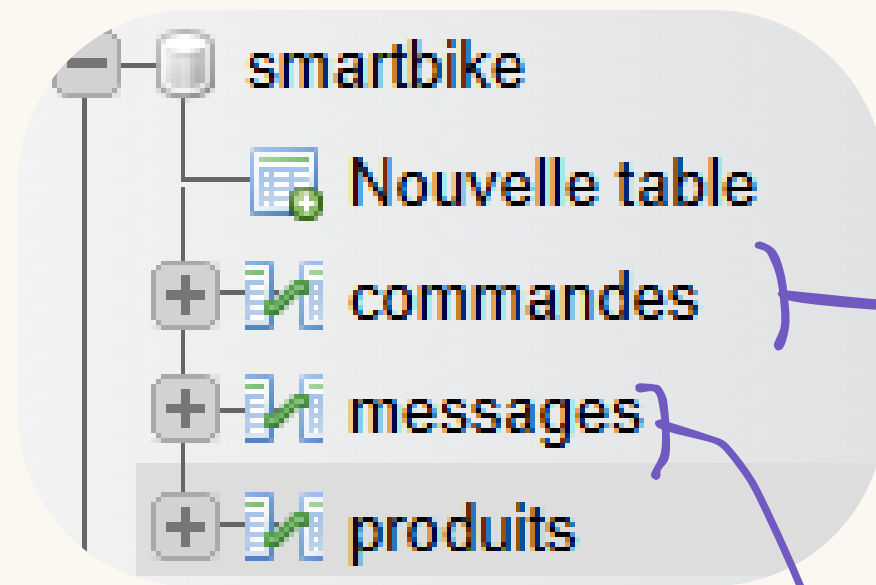 smartbike
Nouvelle table
commandes
messages
produits